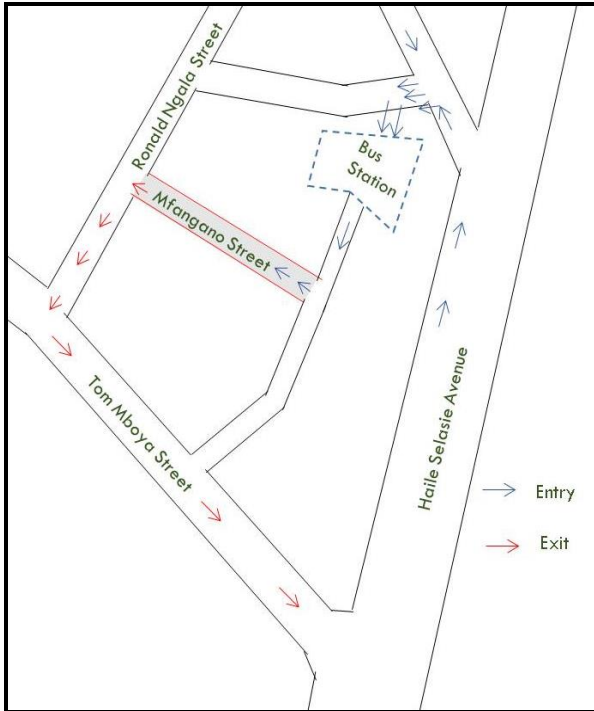 Ronald Ngala Street
Bus
Station
Mfangano Street
Tom Mboya Street
Haile Selasie Avenue
Entry
Exit